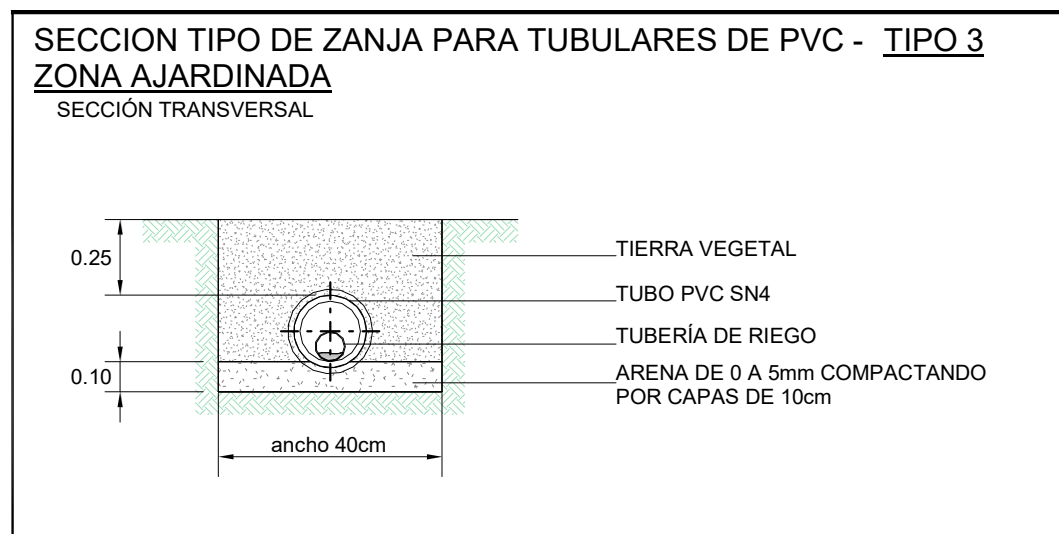 SECCION TIPO DE ZANJA PARA TUBULARES DE PVC - TIPO 3
ZONA AJARDINADA
SECCIÓN TRANSVERSAL
0.25
TIERRA VEGETAL
TUBO PVC SN4
TUBERÍA DE RIEGO
0.10
ARENA DE 0 A 5mm COMPACTANDO
POR CAPAS DE 10cm
ancho 40cm